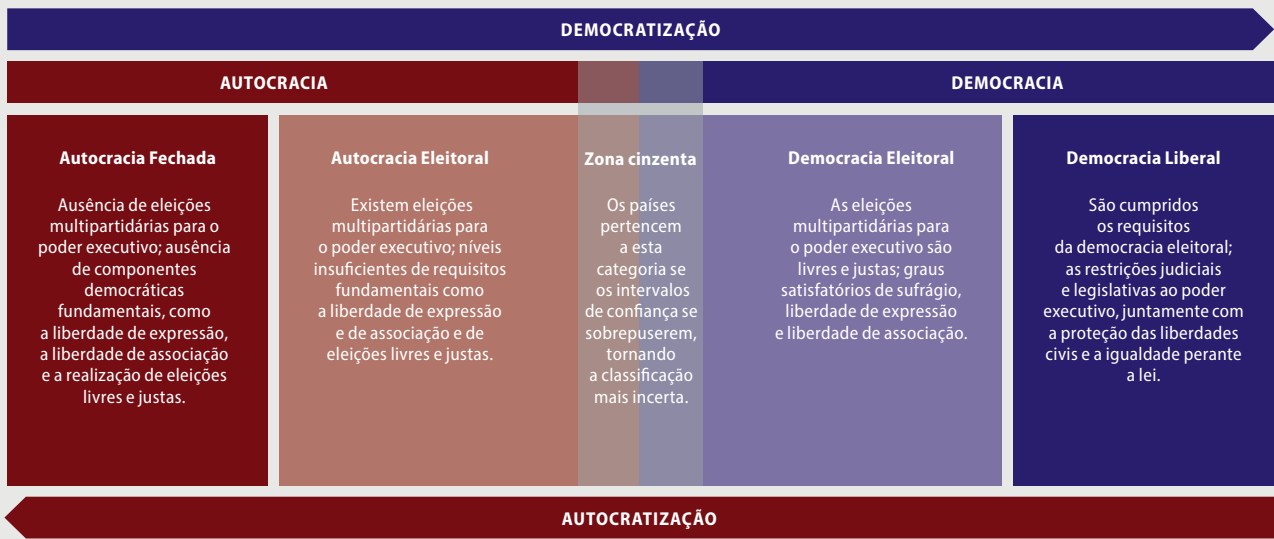 DEMOCRATIZAÇÃO
AUTOCRACIA
DEMOCRACIA
Autocracia Fechada
Ausência de eleições
multipartidárias para o
poder executivo; ausência
de componentes
democráticas
fundamentais, como
a liberdade de expressão,
a liberdade de associação
e a realização de eleições
livres e justas.
Autocracia Eleitoral
Existem eleições
multipartidárias para
o poder executivo; níveis
insuficientes de requisitos
fundamentais como
a liberdade de expressão
e de associação e de
eleições livres e justas.
Zona cinzenta
Os países
pertencem
a esta
categoria se
os intervalos
de confiança se
sobrepuserem,
tornando
a classificação
mais incerta.
Democracia Eleitoral
As eleições
multipartidárias para
o poder executivo são
livres e justas; graus
satisfatórios de sufrágio,
liberdade de expressão
e liberdade de associação.
Democracia Liberal
São cumpridos
os requisitos
da democracia eleitoral;
as restrições judiciais
e legislativas ao poder
executivo, juntamente com
a proteção das liberdades
civis e a igualdade perante
a lei.
AUTOCRATIZAÇÃO